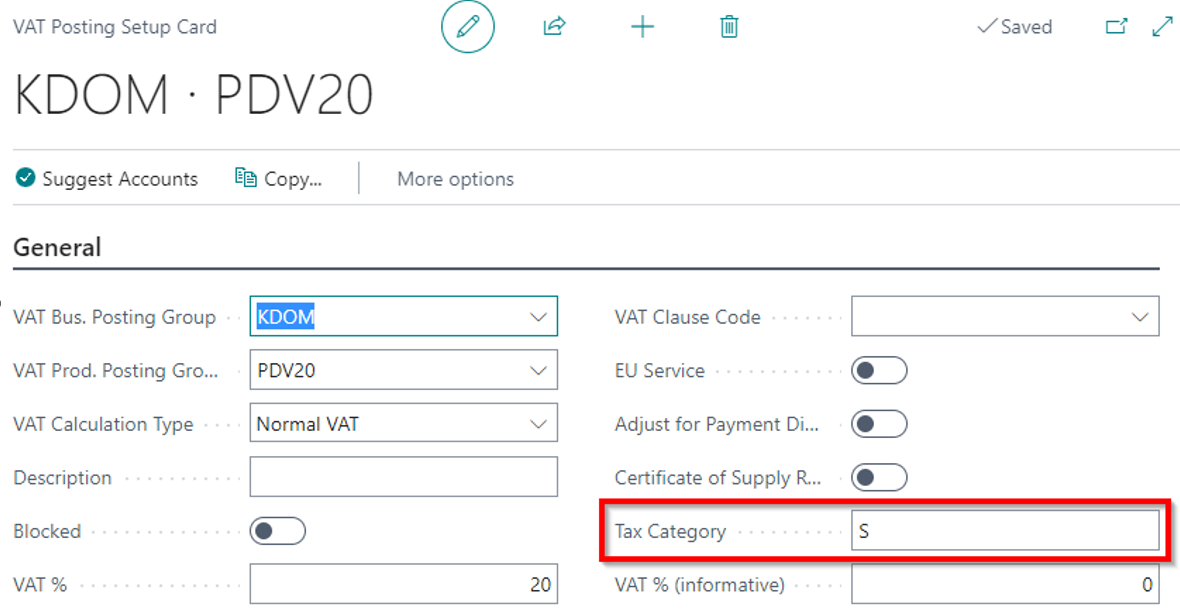 VAT Posting Setup Card
Saved
KDOM · PDV20
Suggest Accounts Copy... More options
General
VAT Bus. Posting Group KDOM VAT Clause Code
VAT Prod. Posting Gro... PDV20 EU Service
VAT Calculation Type Normal VAT Adjust for Payment Di...
Description Certificate of Supply R...
Blocked Tax Category S
VAT % 20 VAT % (informative) 0